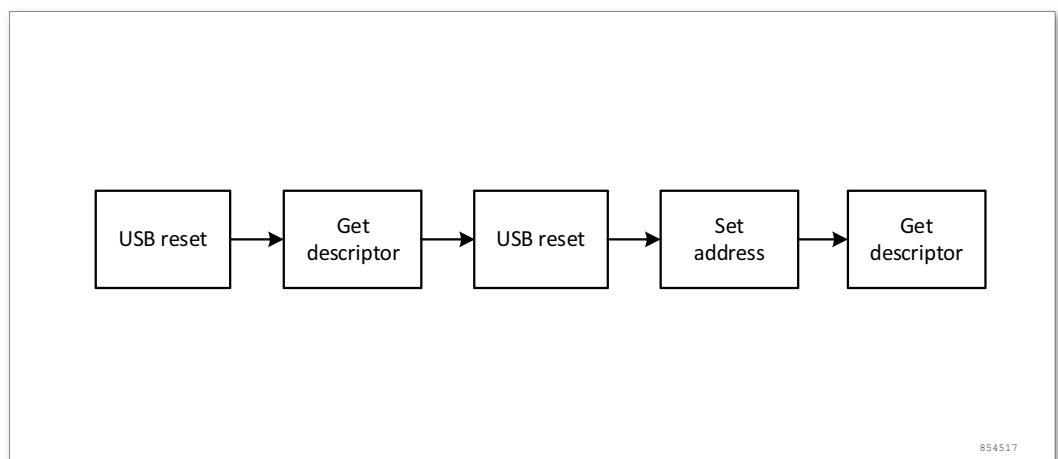 USB reset
Get
descriptor
USB reset
Set
address
Get
descriptor
854517